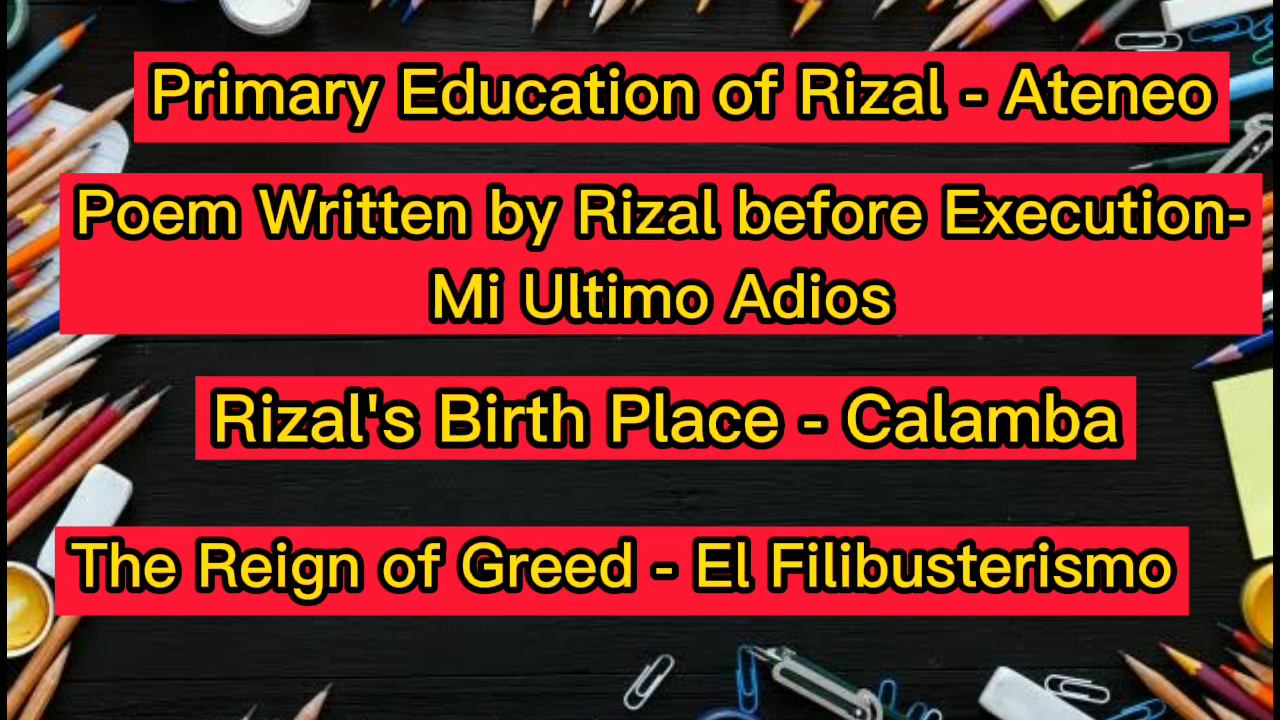 Primary Education of Rizal - Ateneo
Poem Written by Rizal before Execution-
Mi Ultimo Adios
Rizal's Birth Place - Calamba
The Reign of Greed - El Filibusterismo